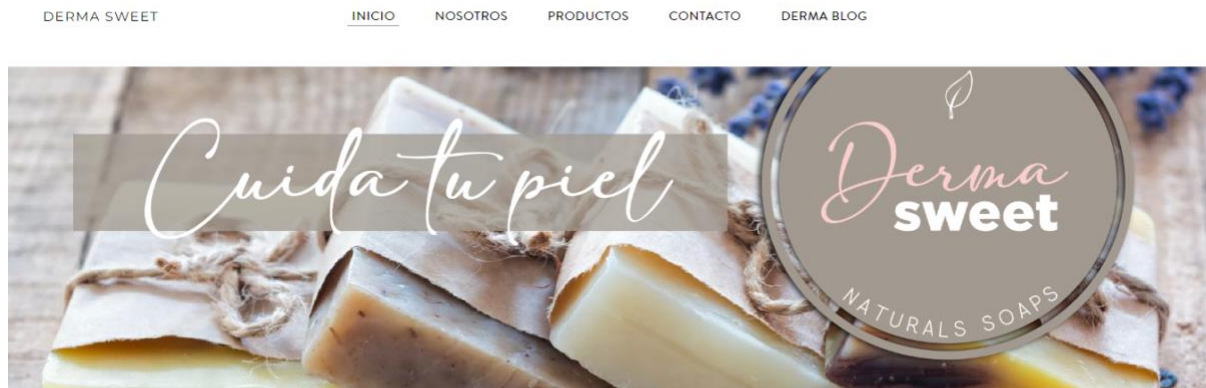 DERMA SWEET
INICIO NOSOTROS PRODUCTOS CONTACTO DERMA BLOG
Cuida tu piel
Derma
sweet
NATURALS SOAPS